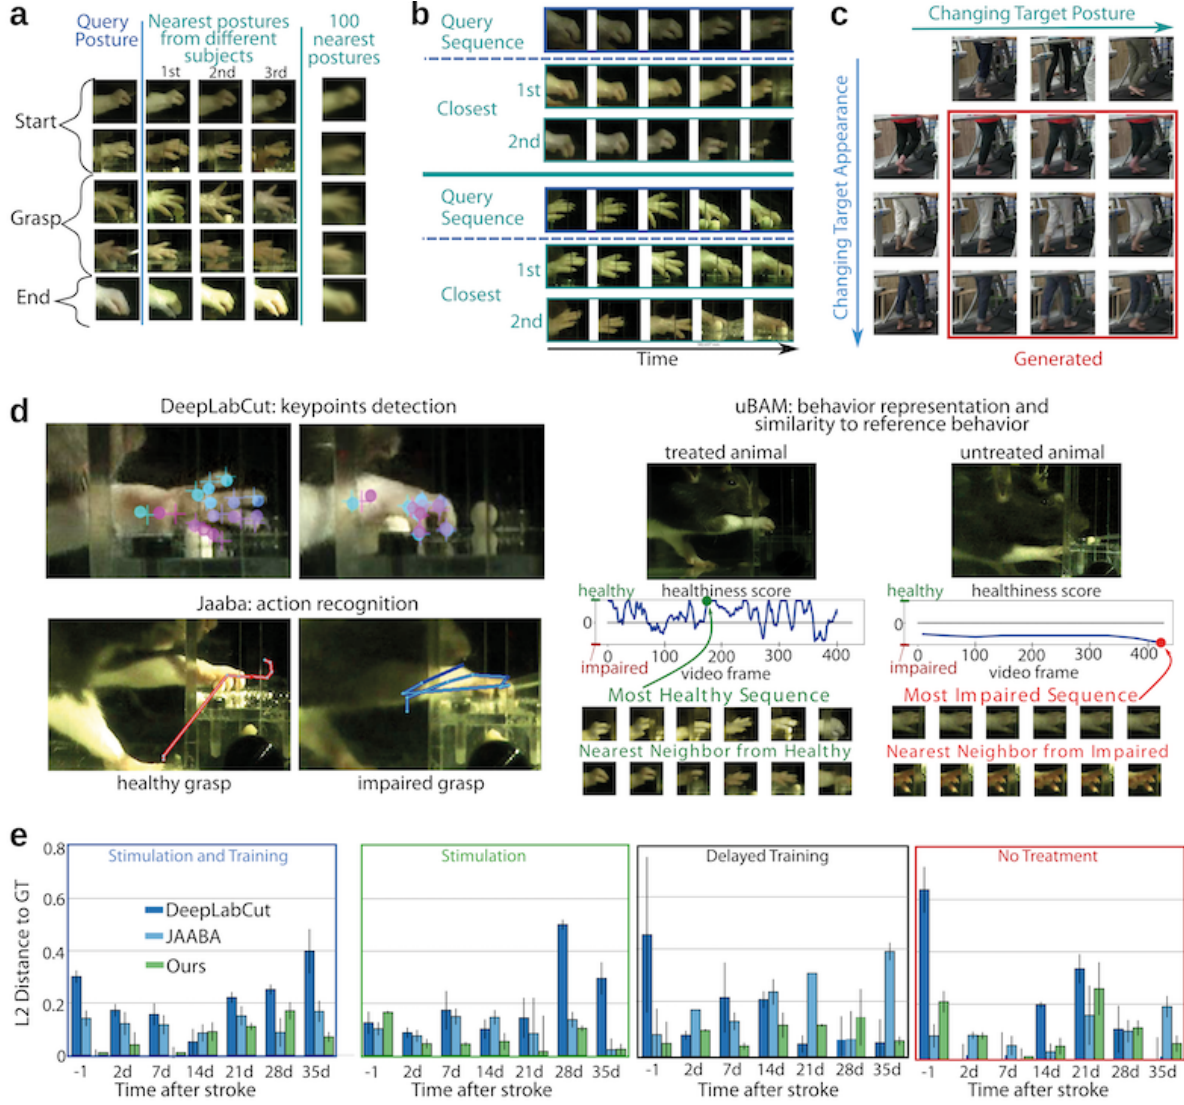 a
Query
Posture
Nearest postures
from different
subjects
1st 2nd 3rd
100
nearest
postures
Start
Grasp
End
b
Query
Sequence
Closest
1st
2nd
Query
Sequence
Closest
1st
2nd
Time
c
Changing Target Posture
Changing Target Appearance
Generated
d
DeepLabCut: keypoints detection
Jaaba: action recognition
healthy grasp
impaired grasp
uBAM: behavior representation and
similarity to reference behavior
treated animal
healthy
healthiness score
0
impaired
0 100 200 300 400
video frame
Most Healthy Sequence
Nearest Neighbor from Healthy
untreated animal
healthy
healthiness score
0
impaired
0 100 200 300 400
video frame
Most Impaired Sequence
Nearest Neighbor from Impaired
e
L2 Distance to GT
0.8
0.6
0.4
0.2
0
Stimulation and Training
DeepLabCut
JAABA
Ours
-1 2d 7d 14d 21d 28d 35d
Time after stroke
Stimulation
-1 2d 7d 14d 21d 28d 35d
Time after stroke
Delayed Training
-1 2d 7d 14d 21d 28d 35d
Time after stroke
No Treatment
-1 2d 7d 14d 21d 28d 35d
Time after stroke